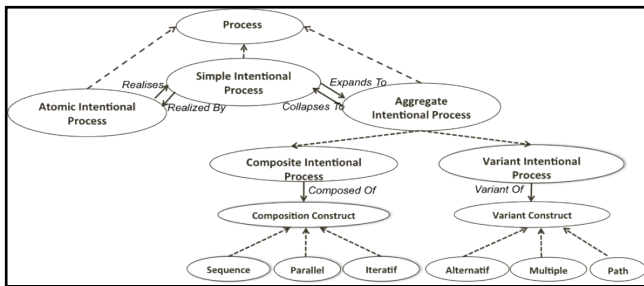 Process
Simple Intentional
Process
Realises
Expands To
Atomic Intentional
Process
Realized By
Collapses To
Aggregate
Intentional Process
Composite Intentional
Process
Variant Intentional
Process
Composed Of
Variant Of
Composition Construct
Variant Construct
Sequence
Parallel
Iteratif
Alternatif
Multiple
Path